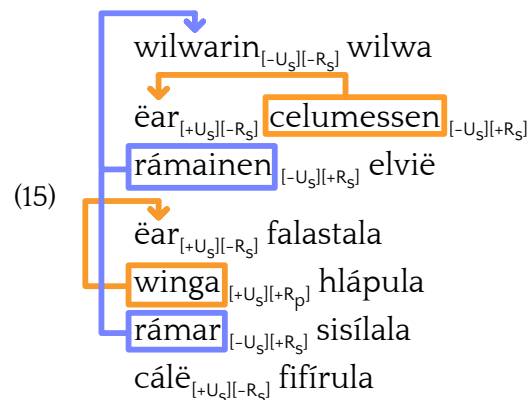 wilwarin[−Us][−Rs] wilwa
ëar[+Us][−Rs] celumessen[−Us][+Rs]
rámainen[−Us][+Rs] elvië
(15)
ëar[+Us][−Rs] falastala
winga[+Us][+Rp] hlápula
rámar[−Us][+Rs] sisílala
cálë[+Us][−Rs] fifírula